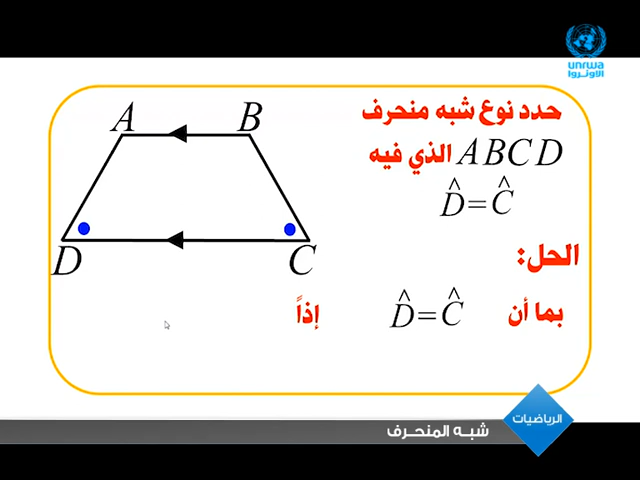 unrwa
الأونروا
حدد نوع شبه منحرف
ABCD الذي فيه
D̂=Ĉ
A B
D C
الحل:
بما أن D̂=Ĉ إذاً
الرياضيات
شبه المنحرف